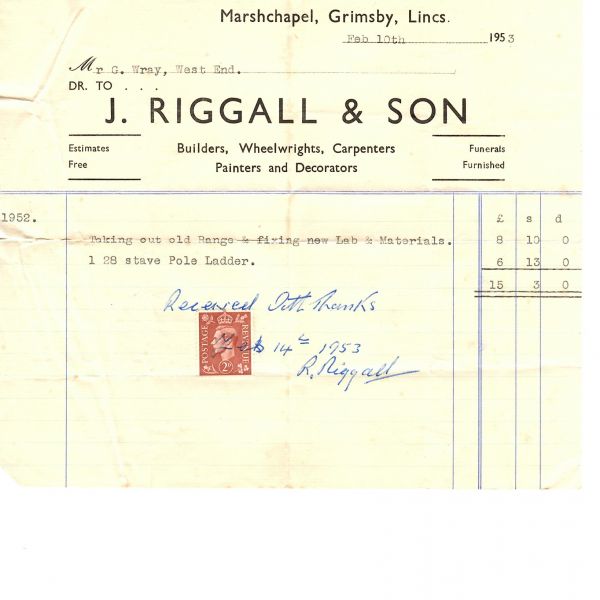 Marshchapel, Grimsby, Lincs.
Feb 10th 1953
Mr G. Wray, West End.
DR. TO . . .
J. RIGGALL & SON
Estimates Free
Builders, Wheelwrights, Carpenters
Painters and Decorators
Funerals Furnished
1952. £ s d
Taking out old Range & fixing new Lab & Materials. 8 10 0
1 28 stave Pole Ladder. 6 13 0
15 3 0
Received With Thanks
POSTAGE REVENUE
2D
Feb 14th 1953
R. Riggall